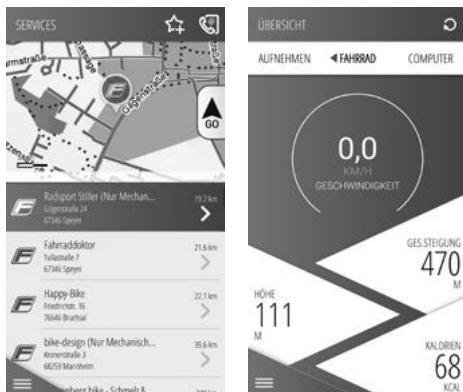 SERVICES
Gilgenstraße
GO
Radsport Stiller (Nur Mechan...
19.2 km
Gilgenstraße 24
67346 Speyer
Fahrraddoktor
21.6 km
Tullastraße 7
67346 Speyer
Happy-Bike
22.1 km
Friedrichstr. 16
76646 Bruchsal
bike-design (Nur Mechanisch...
39.6 km
Kronenstraße 3
68259 Mannheim
ÜBERSICHT
AUFNEHMEN
FAHRRAD
COMPUTER
0,0
KM/H
GESCHWINDIGKEIT
GES.STEIGUNG
470
M
HÖHE
111
M
KALORIEN
68
KCAL